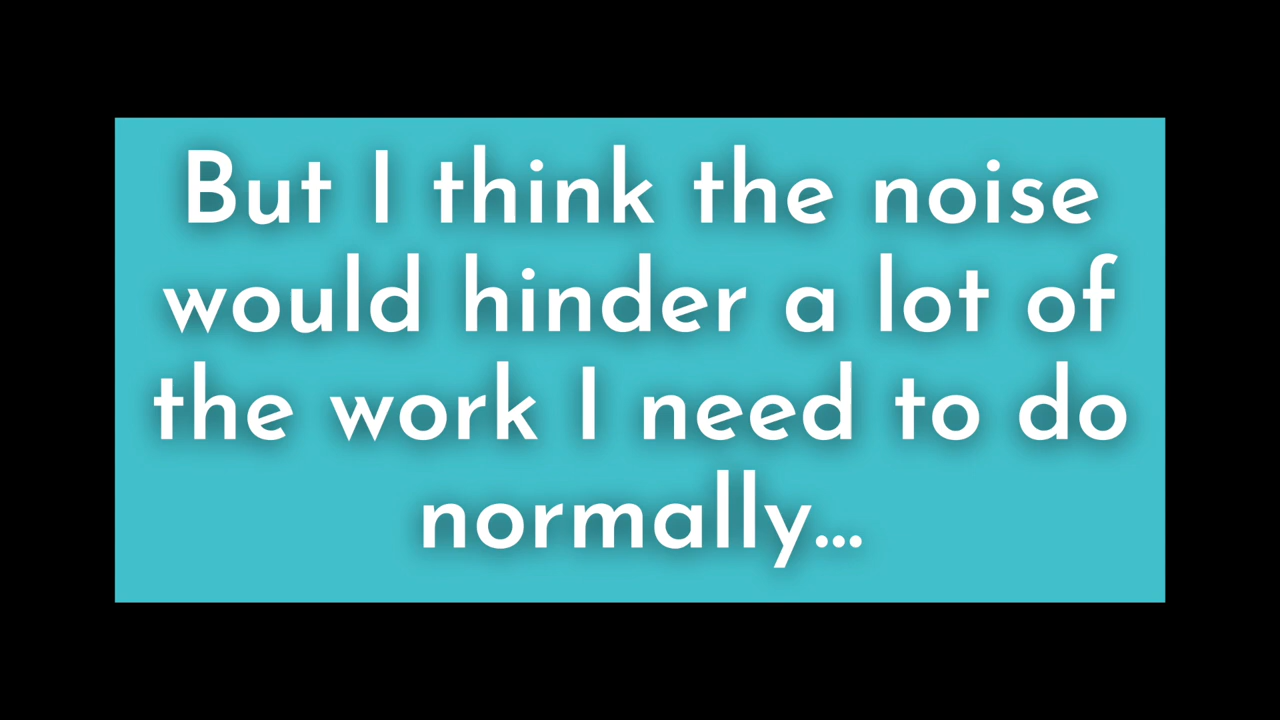 But I think the noise
would hinder a lot of
the work I need to do
normally...